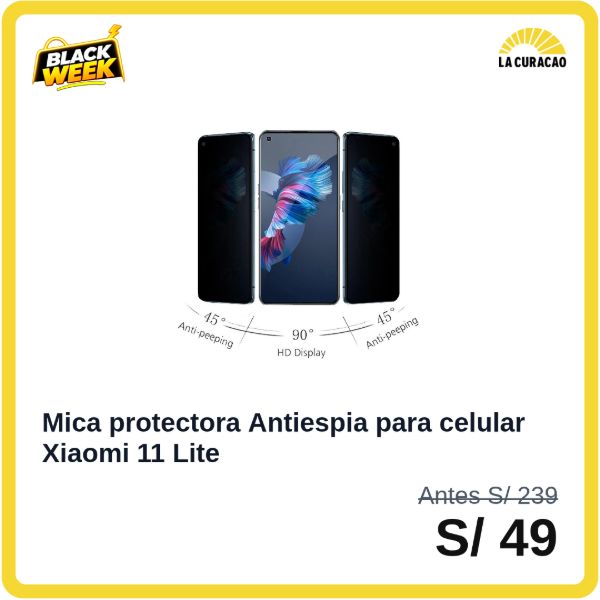 BLACK
WEEK
LA CURACAO
45°
Anti-peeping
90°
HD Display
45°
Anti-peeping
Mica protectora Antiespia para celular
Xiaomi 11 Lite
Antes S/ 239
S/ 49